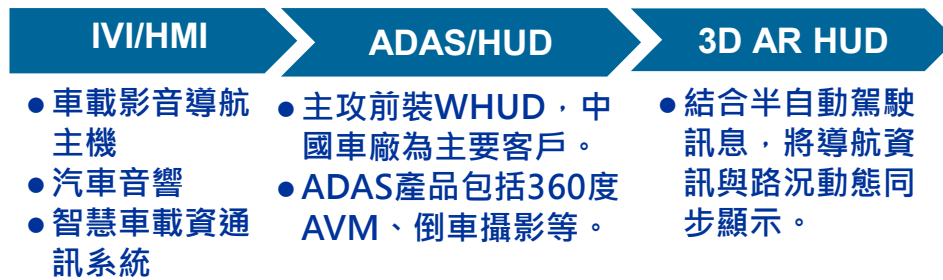 IVI/HMI
ADAS/HUD
3D AR HUD
●車載影音導航
主機
●汽車音響
●智慧車載資通
訊系統
●主攻前裝WHUD，中
國車廠為主要客戶。
●ADAS產品包括360度
AVM、倒車攝影等。
●結合半自動駕駛
訊息，將導航資
訊與路況動態同
步顯示。